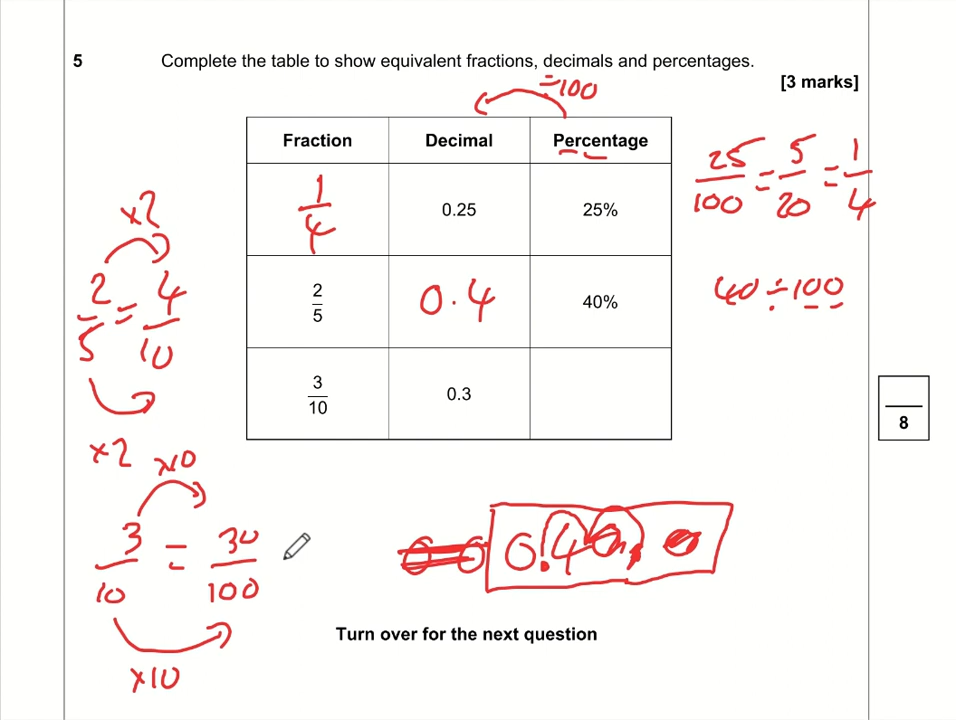 5 Complete the table to show equivalent fractions, decimals and percentages.
[3 marks]
÷100
Fraction Decimal Percentage
1/4 0.25 25%
25/100 = 5/20 = 1/4
×2
2/5 = 4/10
×2
2/5 0.4 40%
40 ÷ 100
3/10 0.3
8
×10
3/10 = 30/100
×10
0.40
Turn over for the next question